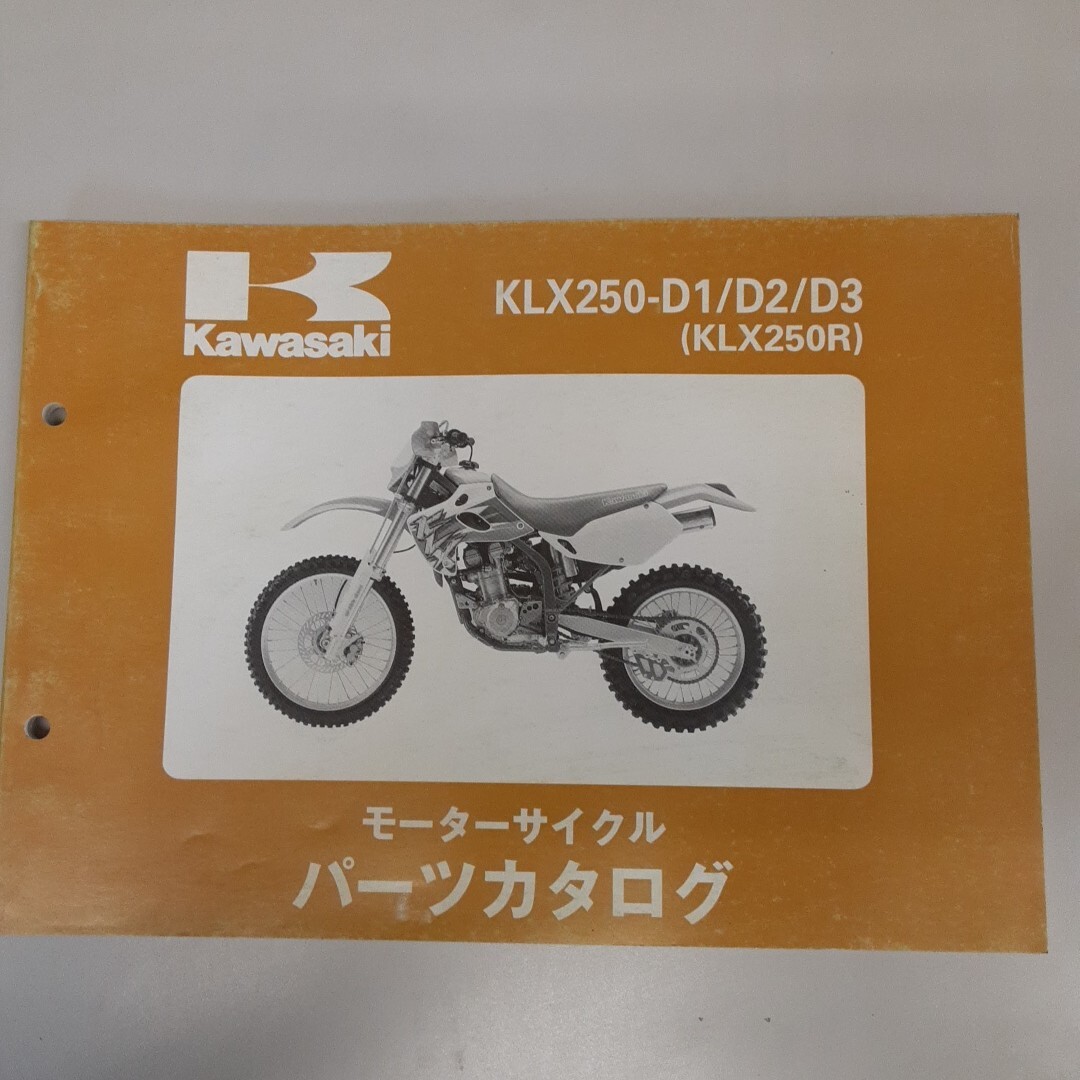 Kawasaki
KLX250-D1/D2/D3
(KLX250R)
Kawasaki
モーターサイクル
パーツカタログ